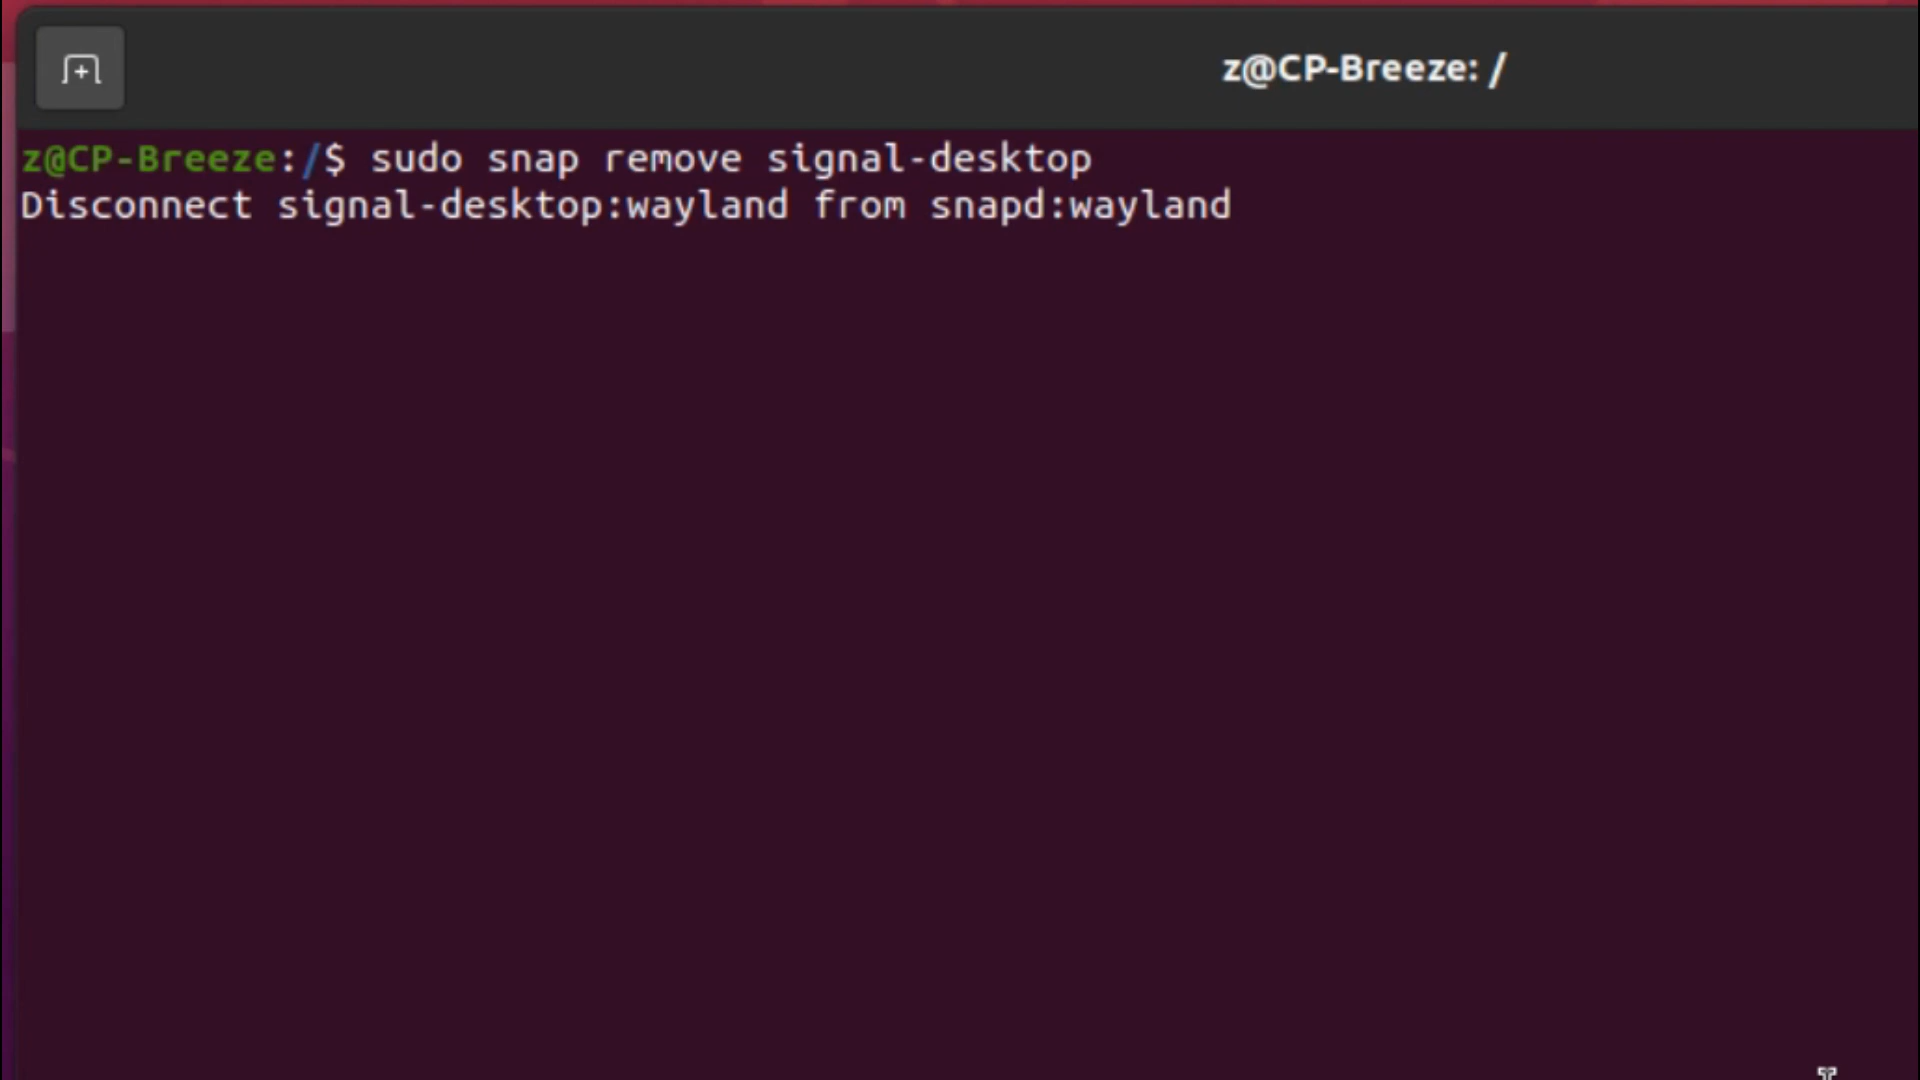 z@CP-Breeze: /
z@CP-Breeze:/$ sudo snap remove signal-desktop
Disconnect signal-desktop:wayland from snapd:wayland